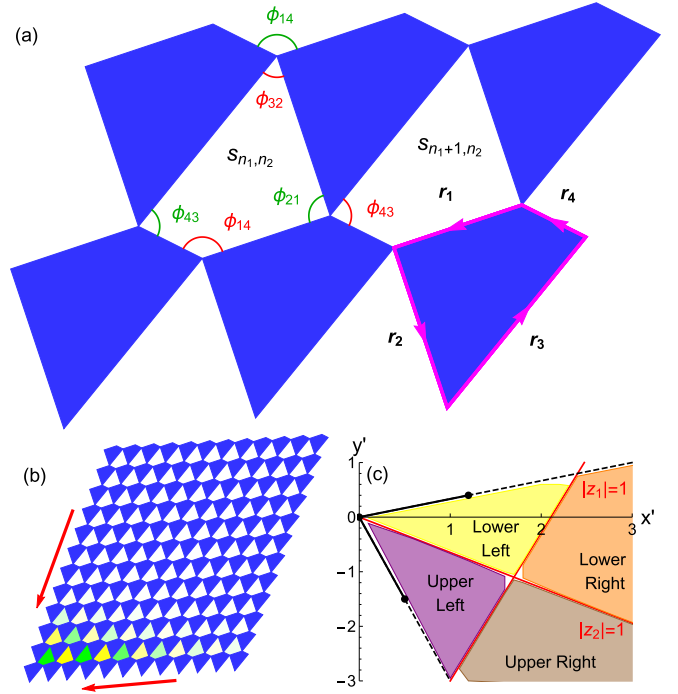 (a)
ϕ14
ϕ32
sn1,n2
sn1+1,n2
r1
r4
ϕ21
ϕ43
ϕ43
ϕ14
r2
r3
(b)
(c)
y'
1
|z1|=1
0
1
2
3
x'
Lower
Left
Lower
Right
-1
Upper
Left
-2
|z2|=1
Upper Right
-3